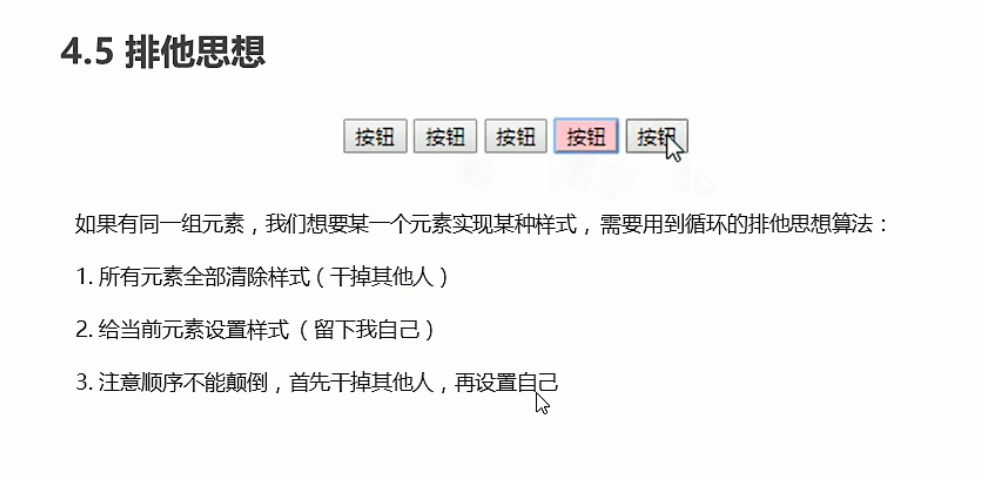 4.5 排他思想
按钮 按钮 按钮 按钮 按钮
如果有同一组元素，我们想要某一个元素实现某种样式，需要用到循环的排他思想算法：
1. 所有元素全部清除样式（干掉其他人）
2. 给当前元素设置样式 （留下我自己）
3. 注意顺序不能颠倒，首先干掉其他人，再设置自己